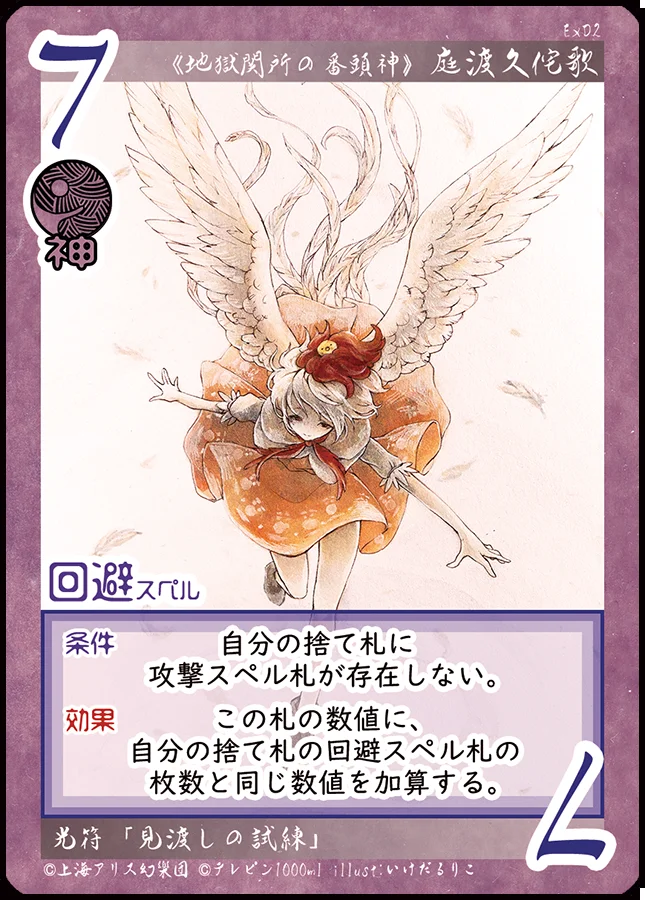 ExD2
7
《地獄関所の番頭神》 庭渡久侘歌
神
回避スペル
条件
自分の捨て札に
攻撃スペル札が存在しない。
効果
この札の数値に、
自分の捨て札の回避スペル札の
枚数と同じ数値を加算する。
7
光符「見渡しの試練」
©上海アリス幻樂団 ©テレピン1000ml illust:いけだるりこ